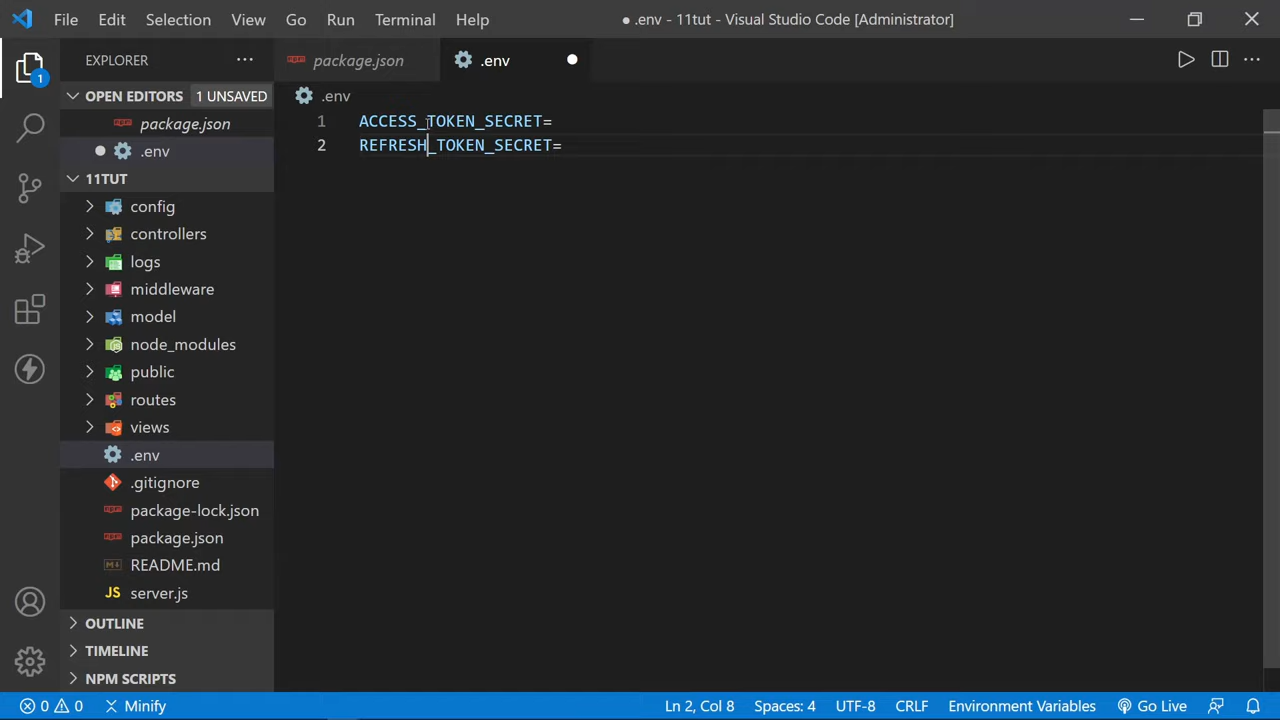 File Edit Selection View Go Run Terminal Help ● .env - 11tut - Visual Studio Code [Administrator]
EXPLORER ··· package.json .env ● ···
1
OPEN EDITORS 1 UNSAVED
package.json
● .env
11TUT
config
controllers
logs
middleware
model
node_modules
public
routes
views
.env
.gitignore
package-lock.json
package.json
README.md
JS server.js
OUTLINE
TIMELINE
NPM SCRIPTS
.env
1 ACCESS_TOKEN_SECRET=
2 REFRESH_TOKEN_SECRET=
0 0 Minify Ln 2, Col 8 Spaces: 4 UTF-8 CRLF Environment Variables Go Live